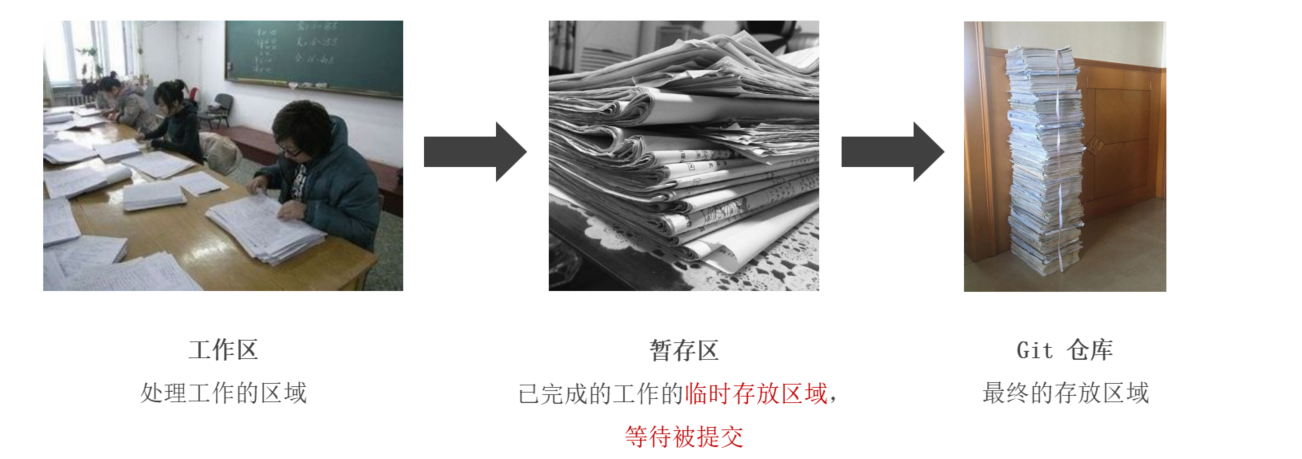 工作区
处理工作的区域
暂存区
已完成的工作的临时存放区域，
等待被提交
Git 仓库
最终的存放区域